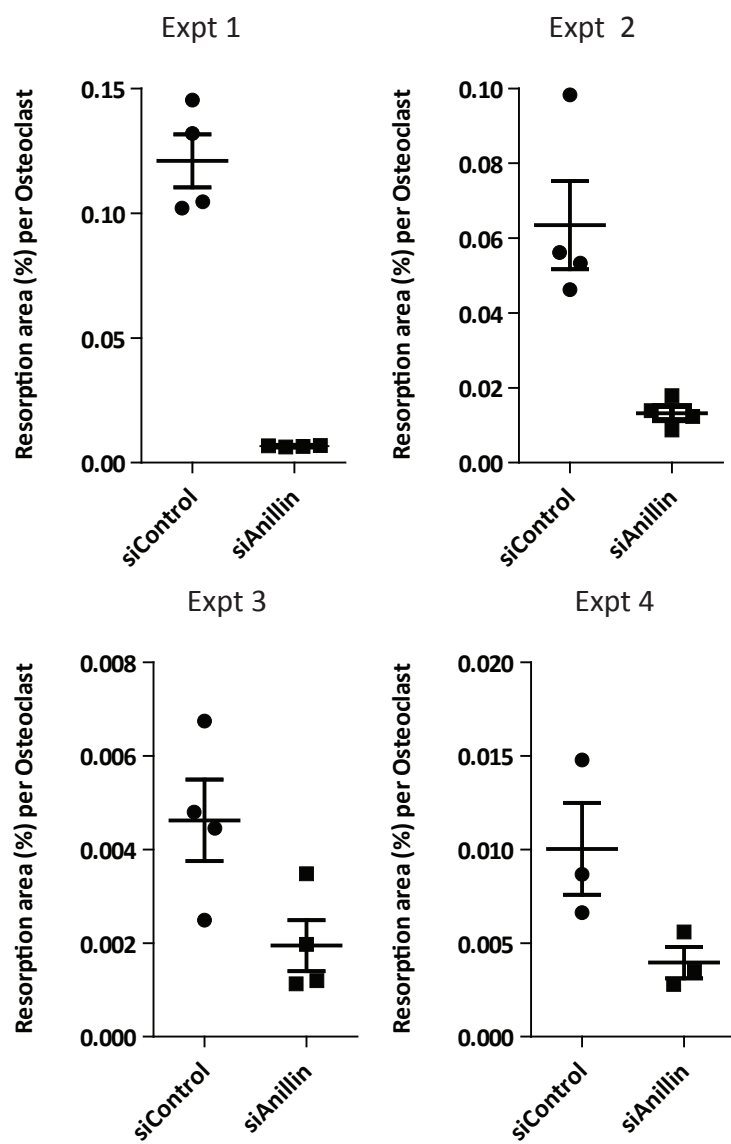 Expt 1
Resorption area (%) per Osteoclast
0.15
0.10
0.05
0.00
siControl
siAnillin
Expt 2
Resorption area (%) per Osteoclast
0.10
0.08
0.06
0.04
0.02
0.00
siControl
siAnillin
Expt 3
Resorption area (%) per Osteoclast
0.008
0.006
0.004
0.002
0.000
siControl
siAnillin
Expt 4
Resorption area (%) per Osteoclast
0.020
0.015
0.010
0.005
0.000
siControl
siAnillin